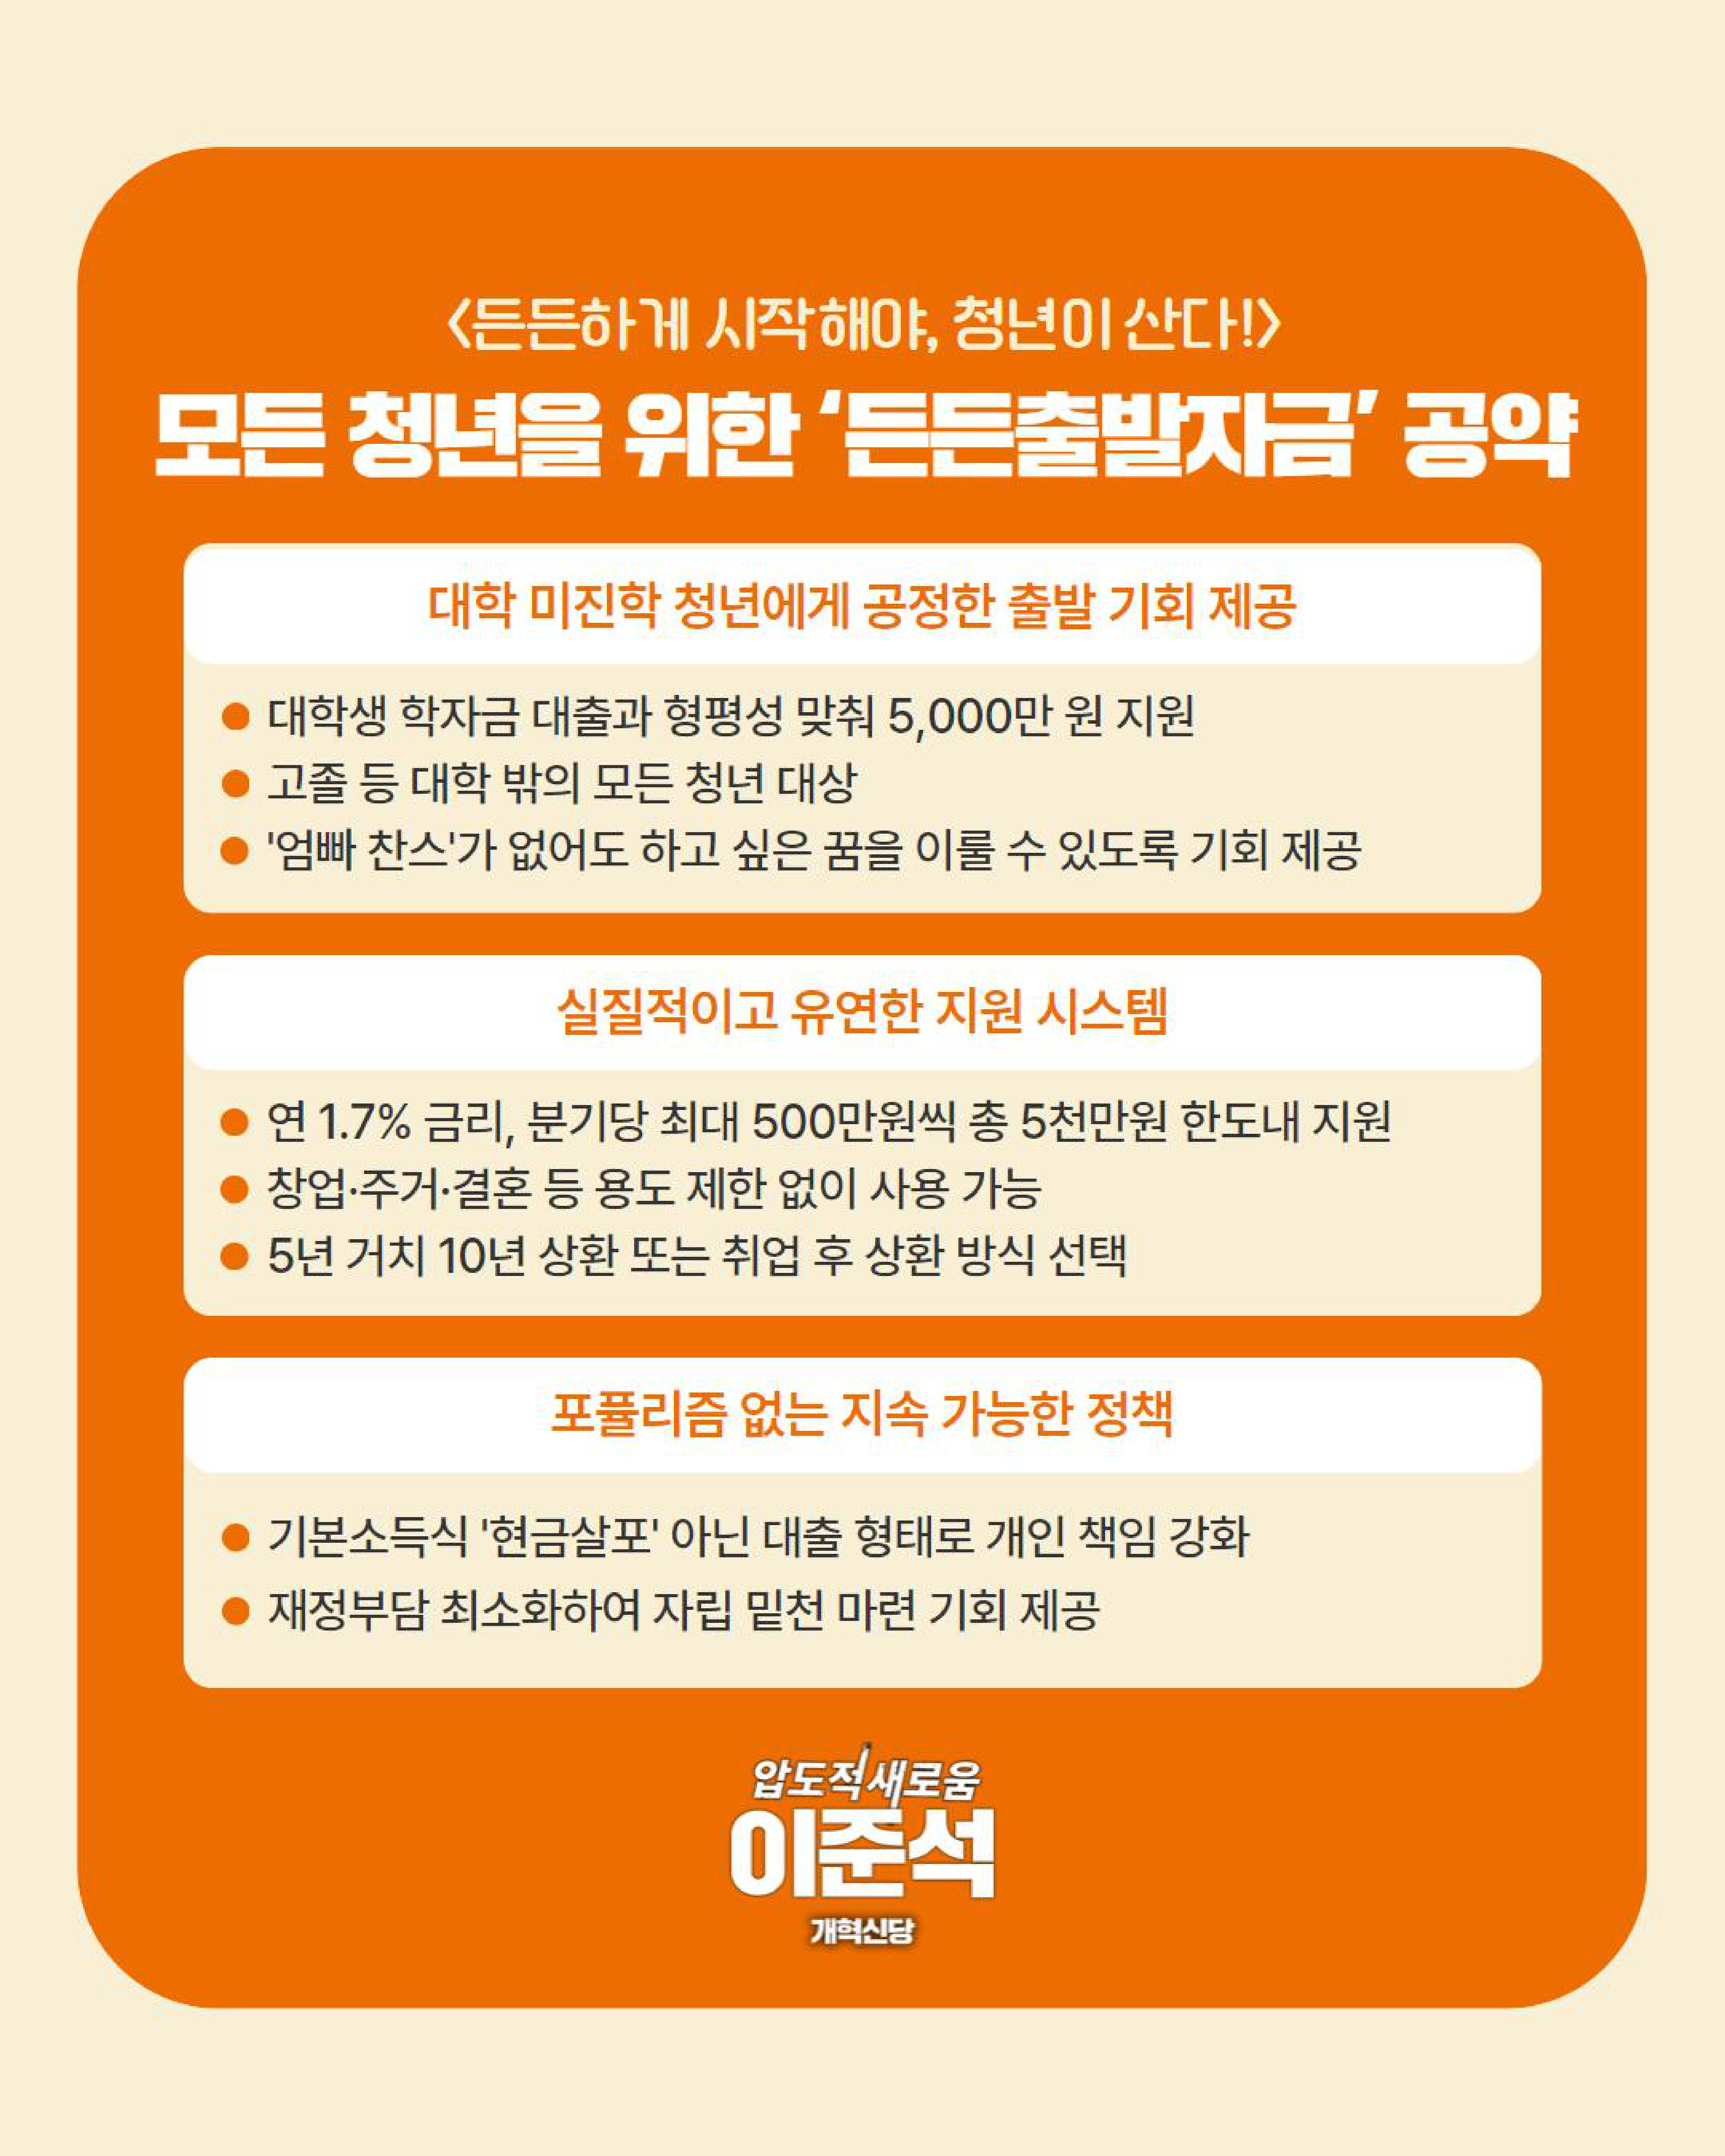 <든든하게 시작해야, 청년이 산다!>
모든 청년을 위한 ‘든든출발자금’ 공약
대학 미진학 청년에게 공정한 출발 기회 제공
● 대학생 학자금 대출과 형평성 맞춰 5,000만 원 지원
● 고졸 등 대학 밖의 모든 청년 대상
● '엄빠 찬스'가 없어도 하고 싶은 꿈을 이룰 수 있도록 기회 제공
실질적이고 유연한 지원 시스템
● 연 1.7% 금리, 분기당 최대 500만원씩 총 5천만원 한도내 지원
● 창업·주거·결혼 등 용도 제한 없이 사용 가능
● 5년 거치 10년 상환 또는 취업 후 상환 방식 선택
포퓰리즘 없는 지속 가능한 정책
● 기본소득식 '현금살포' 아닌 대출 형태로 개인 책임 강화
● 재정부담 최소화하여 자립 밑천 마련 기회 제공
압도적새로움
이준석
개혁신당